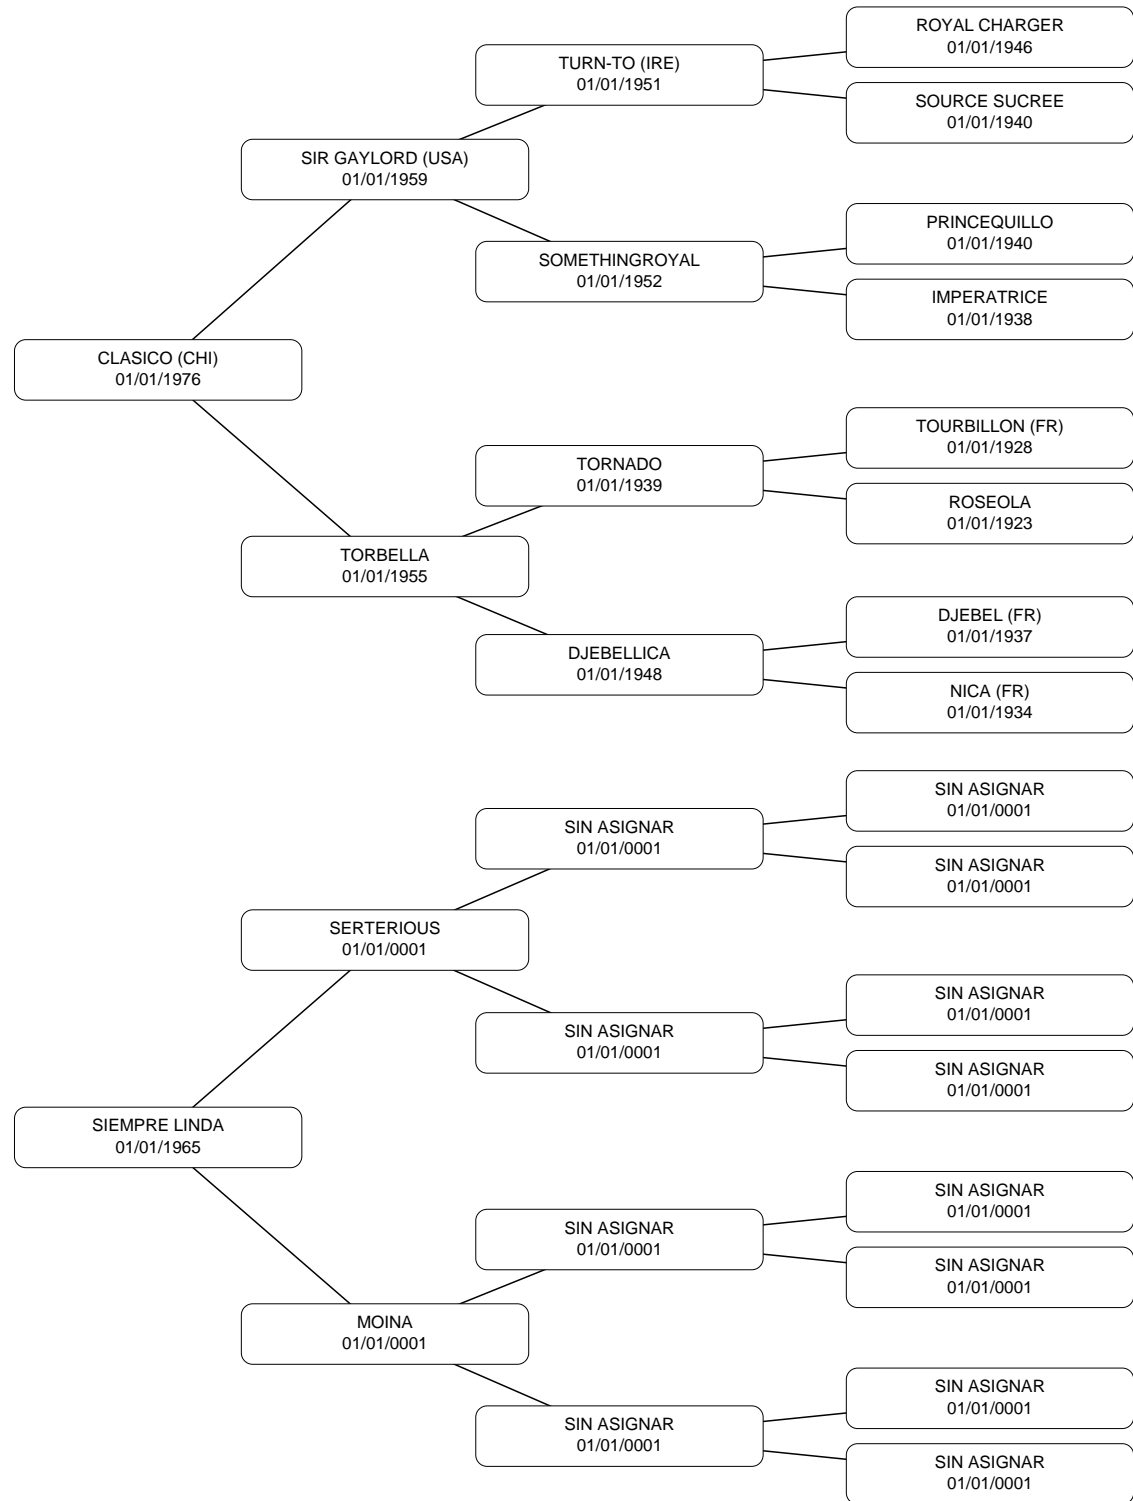 ROYAL CHARGER
01/01/1946
TURN-TO (IRE)
01/01/1951
SOURCE SUCREE
01/01/1940
SIR GAYLORD (USA)
01/01/1959
PRINCEQUILLO
01/01/1940
SOMETHINGROYAL
01/01/1952
IMPERATRICE
01/01/1938
CLASICO (CHI)
01/01/1976
TOURBILLON (FR)
01/01/1928
TORNADO
01/01/1939
ROSEOLA
01/01/1923
TORBELLA
01/01/1955
DJEBEL (FR)
01/01/1937
DJEBELLICA
01/01/1948
NICA (FR)
01/01/1934
SIN ASIGNAR
01/01/0001
SIN ASIGNAR
01/01/0001
SIN ASIGNAR
01/01/0001
SERTERIOUS
01/01/0001
SIN ASIGNAR
01/01/0001
SIN ASIGNAR
01/01/0001
SIN ASIGNAR
01/01/0001
SIEMPRE LINDA
01/01/1965
SIN ASIGNAR
01/01/0001
SIN ASIGNAR
01/01/0001
SIN ASIGNAR
01/01/0001
MOINA
01/01/0001
SIN ASIGNAR
01/01/0001
SIN ASIGNAR
01/01/0001
SIN ASIGNAR
01/01/0001